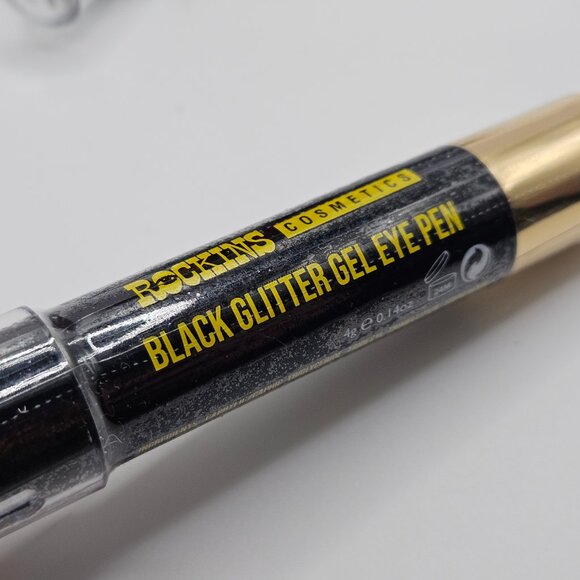 ROCKINS COSMETICS
BLACK GLITTER GEL EYE PEN
4g ℮ 0.14oz